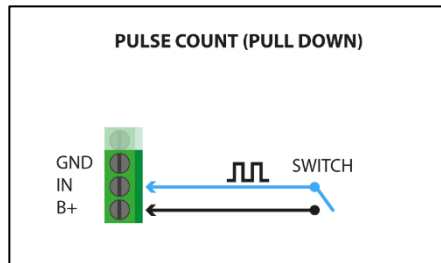 PULSE COUNT (PULL DOWN)
GND
IN
B+
SWITCH